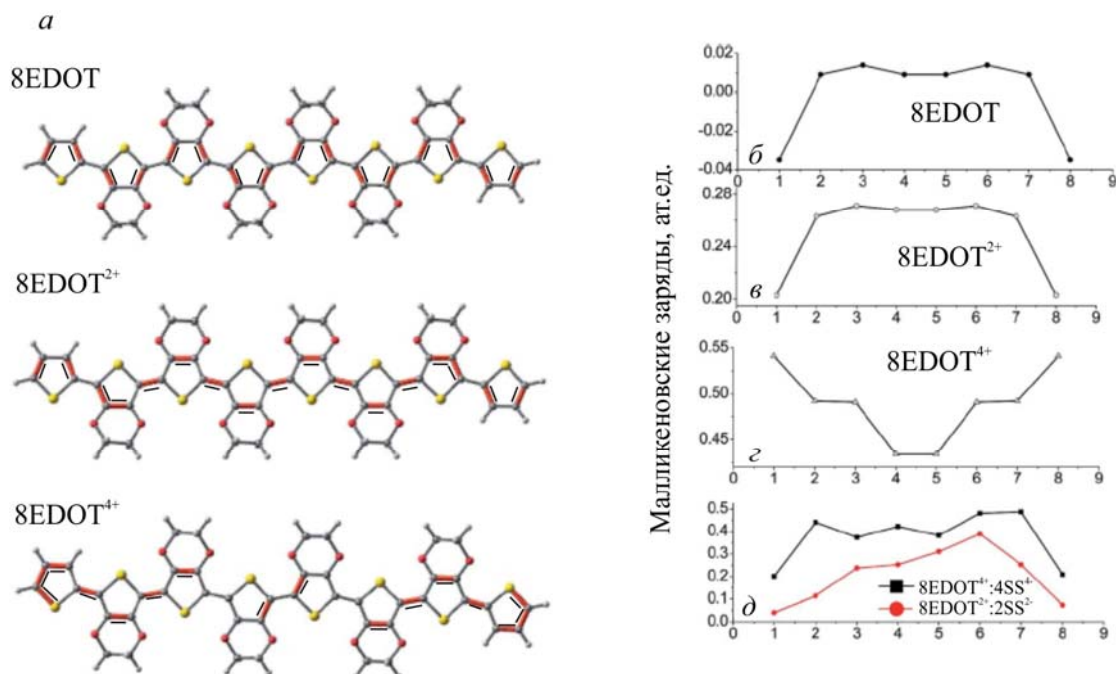 а
8EDOT
8EDOT²⁺
8EDOT⁴⁺
Малликеновские заряды, ат.ед.
0.02
0.00
-0.02
-0.04
б
8EDOT
0 1 2 3 4 5 6 7 8 9
0.28
0.24
0.20
в
8EDOT²⁺
0 1 2 3 4 5 6 7 8 9
0.55
0.50
0.45
г
8EDOT⁴⁺
0 1 2 3 4 5 6 7 8 9
0.5
0.4
0.3
0.2
0.1
0.0
д
8EDOT⁴⁺:4SS⁴⁻
8EDOT²⁺:2SS²⁻
0 1 2 3 4 5 6 7 8 9